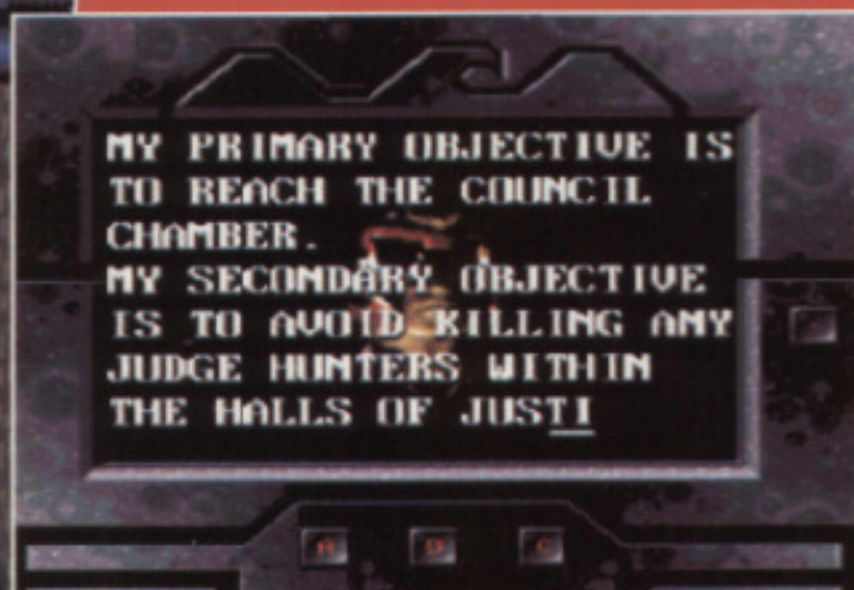 MY PRIMARY OBJECTIVE IS
TO REACH THE COUNCIL
CHAMBER.
MY SECONDARY OBJECTIVE
IS TO AVOID KILLING ANY
JUDGE HUNTERS WITHIN
THE HALLS OF JUSTI
A B C